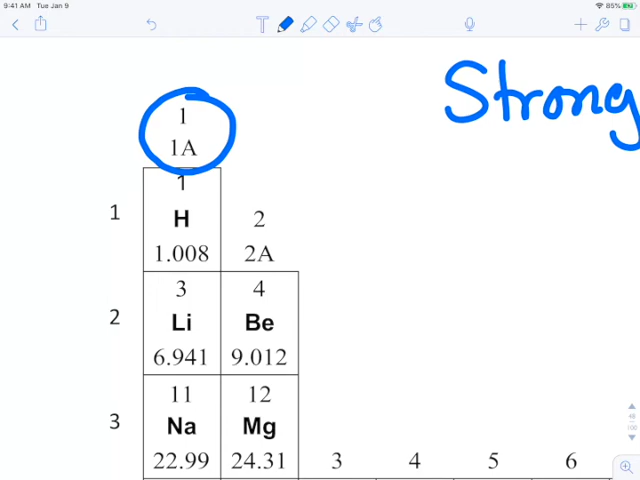 9:41 AM Tue Jan 9
85%
T
Strong
1
1A
1
1
H
2
1.008
2A
3
4
2
Li
Be
6.941
9.012
11
12
3
Na
Mg
22.99
24.31
3
4
5
6